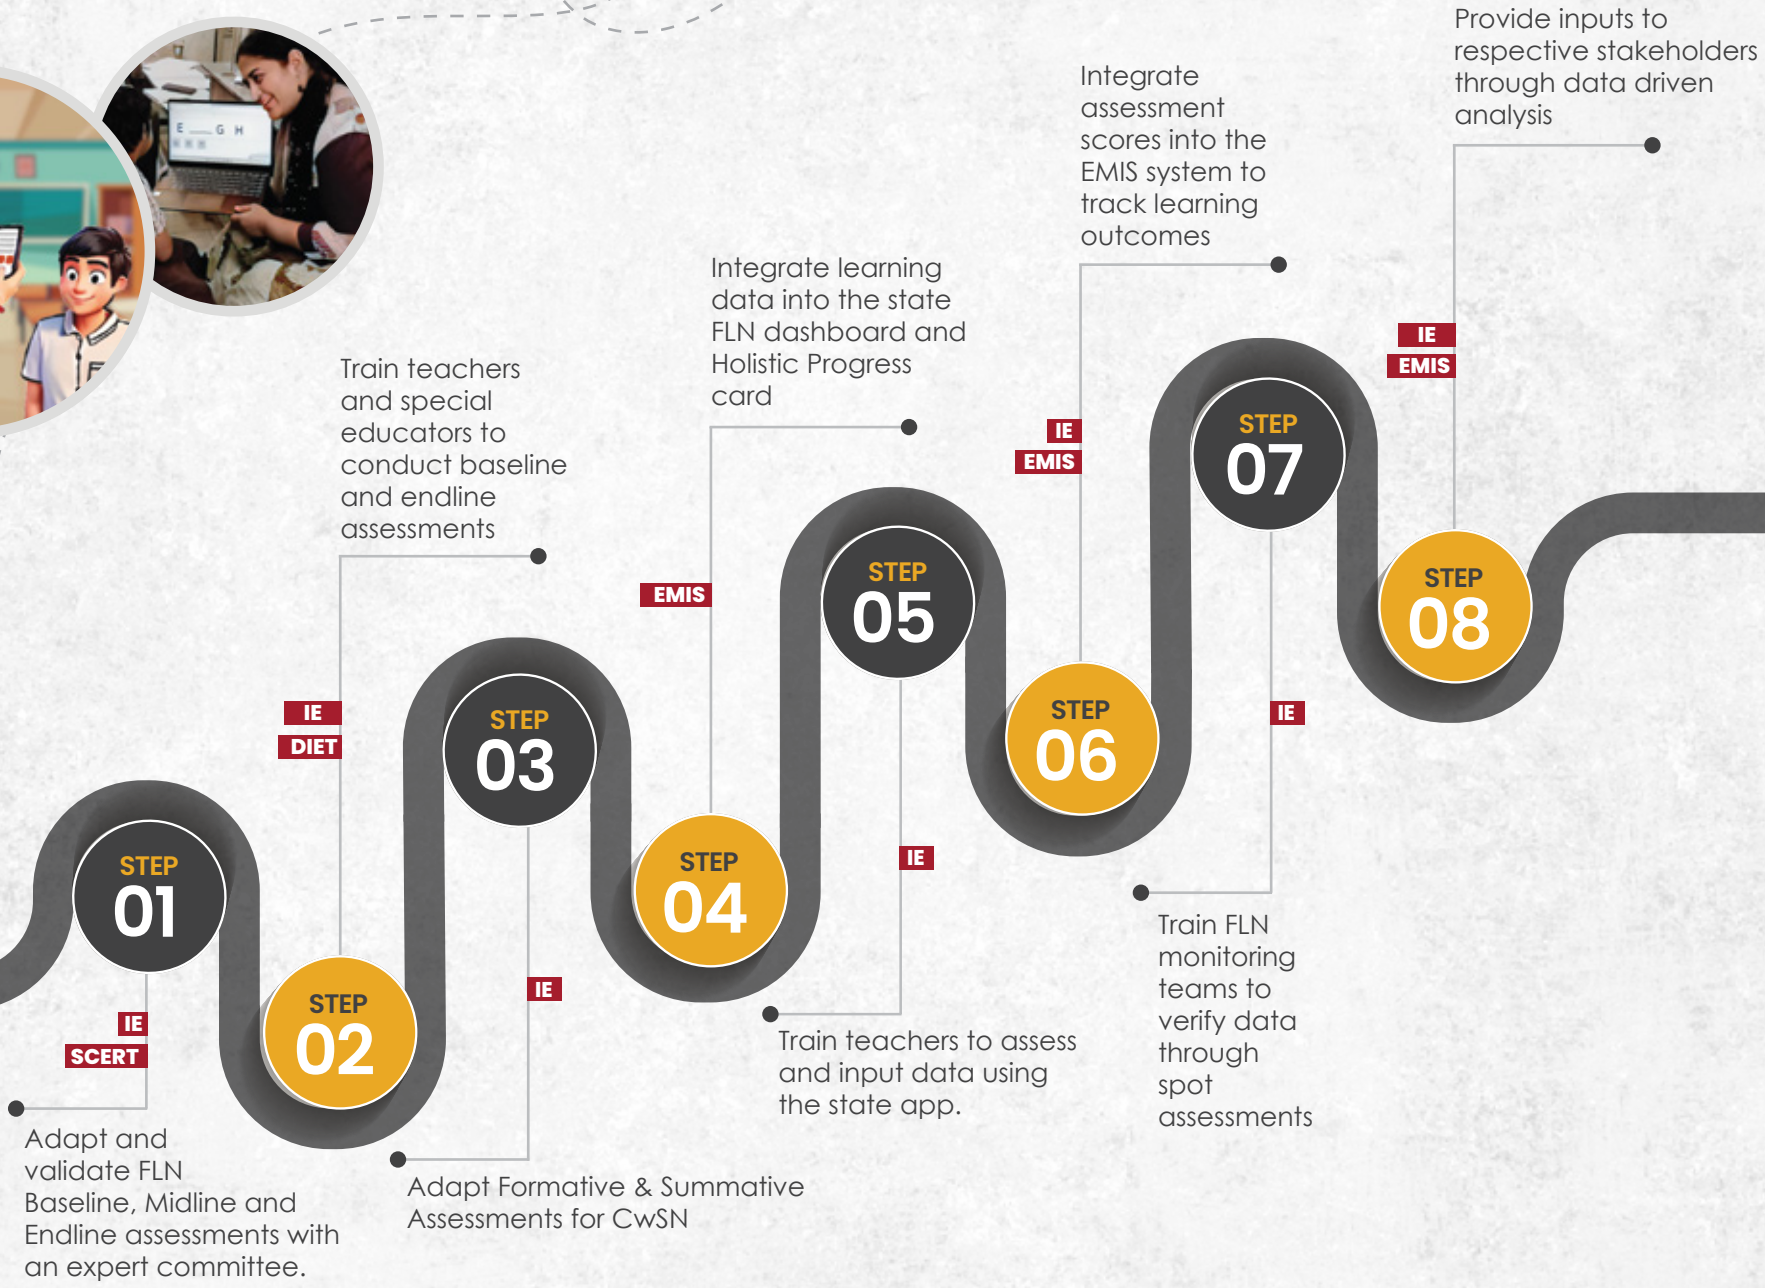 E __ G H
Provide inputs to
respective stakeholders
through data driven
analysis
Integrate
assessment
scores into the
EMIS system to
track learning
outcomes
Integrate learning
data into the state
FLN dashboard and
Holistic Progress
card
Train teachers
and special
educators to
conduct baseline
and endline
assessments
IE
EMIS
IE
EMIS
EMIS
IE
DIET
STEP
01
IE
SCERT
Adapt and
validate FLN
Baseline, Midline and
Endline assessments with
an expert committee.
STEP
02
STEP
03
IE
Adapt Formative & Summative
Assessments for CwSN
STEP
04
STEP
05
IE
Train teachers to assess
and input data using
the state app.
STEP
06
STEP
07
IE
Train FLN
monitoring
teams to
verify data
through
spot
assessments
STEP
08